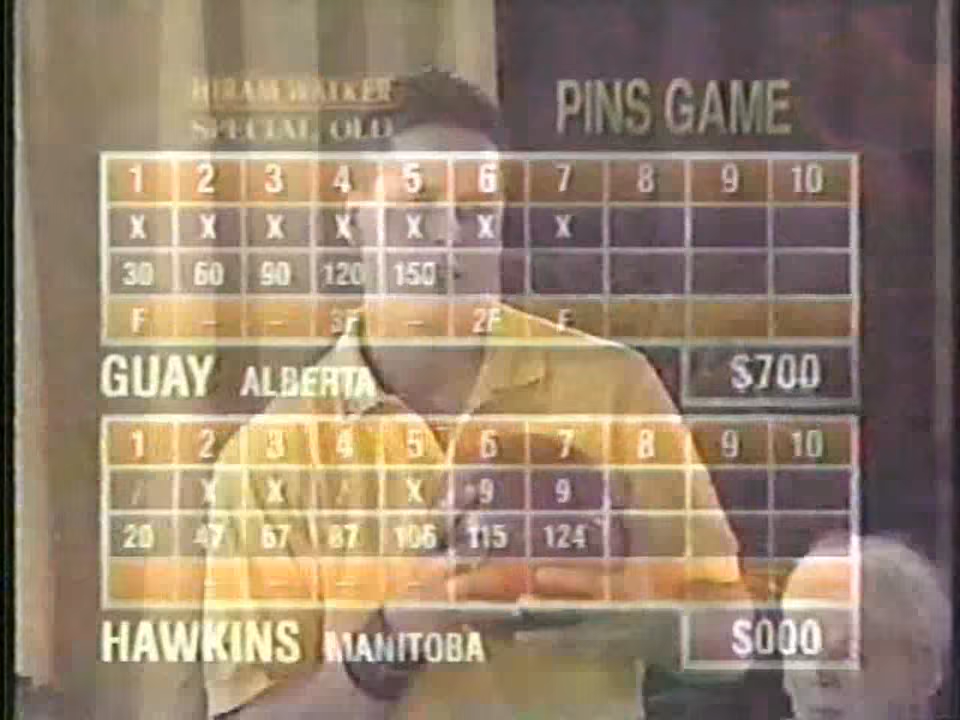 HIRAM WALKER
SPECIAL OLD
PINS GAME
1 2 3 4 5 6 7 8 9 10
X X X X X X X
30 60 90 120 150
F - - 3F - 2F F
GUAY ALBERTA $700
1 2 3 4 5 6 7 8 9 10
/ X X / X 9 9
20 47 67 87 106 115 124
- - - -
HAWKINS MANITOBA $000